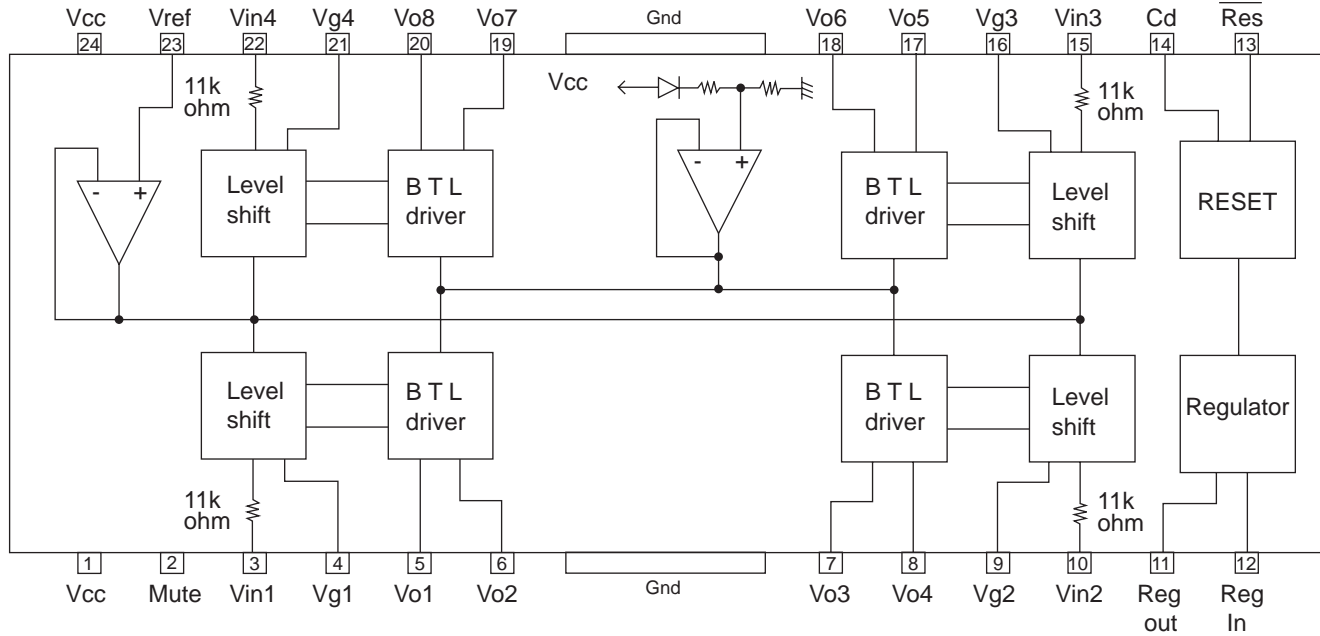 Vcc Vref Vin4 Vg4 Vo8 Vo7 Gnd Vo6 Vo5 Vg3 Vin3 Cd Res
24 23 22 21 20 19 18 17 16 15 14 13
11k
ohm
Vcc
11k
ohm
- +
Level
shift
B T L
driver
- +
B T L
driver
Level
shift
RESET
Level
shift
B T L
driver
B T L
driver
Level
shift
Regulator
11k
ohm
11k
ohm
1 2 3 4 5 6 7 8 9 10 11 12
Vcc Mute Vin1 Vg1 Vo1 Vo2 Gnd Vo3 Vo4 Vg2 Vin2 Reg
out
Reg
In